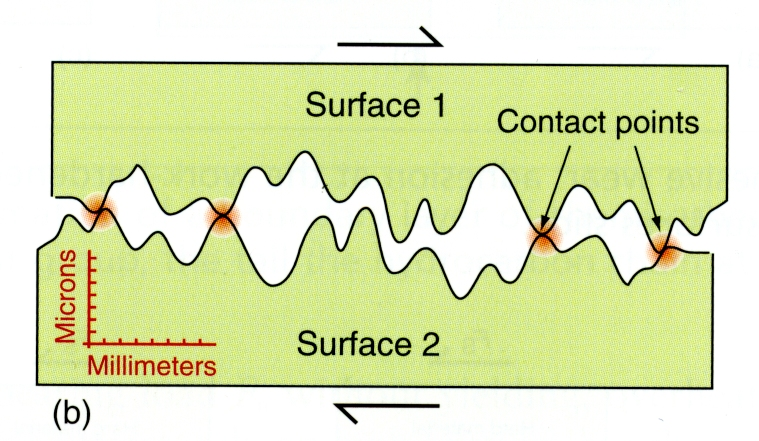 Surface 1
Contact points
Microns
Millimeters
Surface 2
(b)